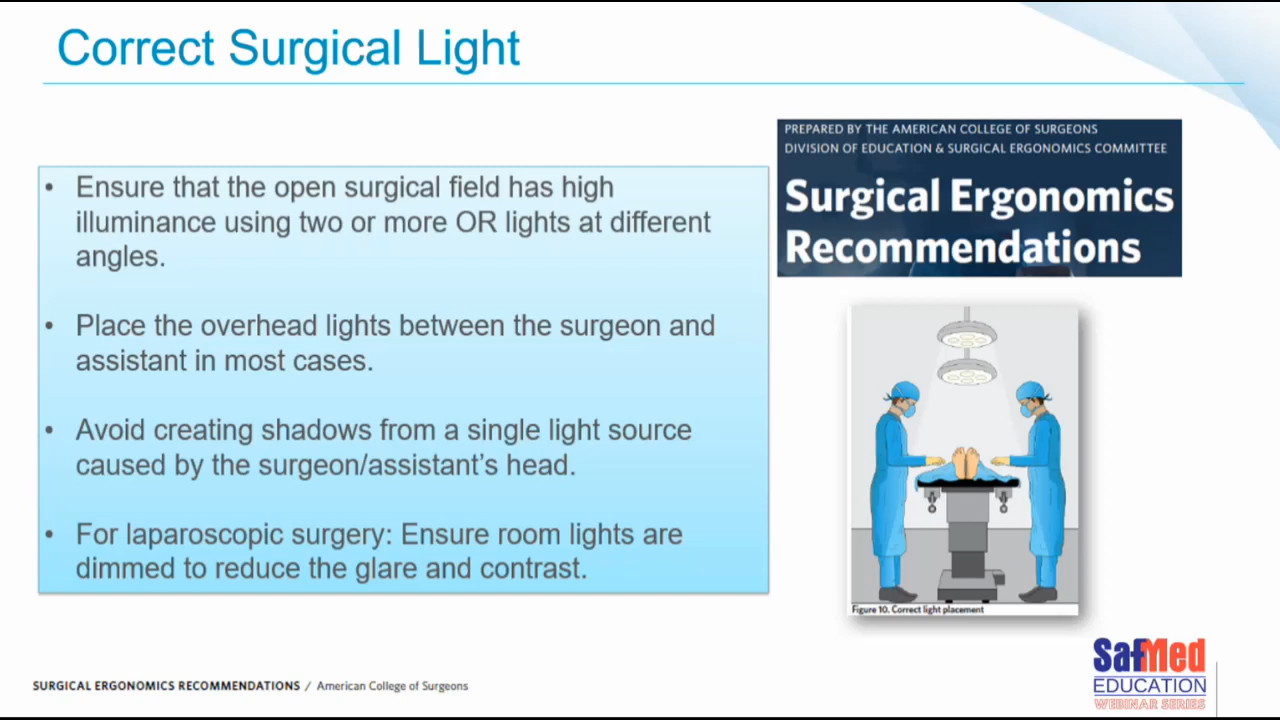 Correct Surgical Light
• Ensure that the open surgical field has high
illuminance using two or more OR lights at different
angles.
• Place the overhead lights between the surgeon and
assistant in most cases.
• Avoid creating shadows from a single light source
caused by the surgeon/assistant's head.
• For laparoscopic surgery: Ensure room lights are
dimmed to reduce the glare and contrast.
PREPARED BY THE AMERICAN COLLEGE OF SURGEONS
DIVISION OF EDUCATION & SURGICAL ERGONOMICS COMMITTEE
Surgical Ergonomics
Recommendations
Figure 10. Correct light placement
SURGICAL ERGONOMICS RECOMMENDATIONS / American College of Surgeons
SafMed
EDUCATION
WEBINAR SERIES